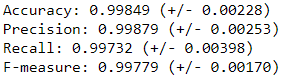 Accuracy: 0.99849 (+/- 0.00228)
Precision: 0.99879 (+/- 0.00253)
Recall: 0.99732 (+/- 0.00398)
F-measure: 0.99779 (+/- 0.00170)